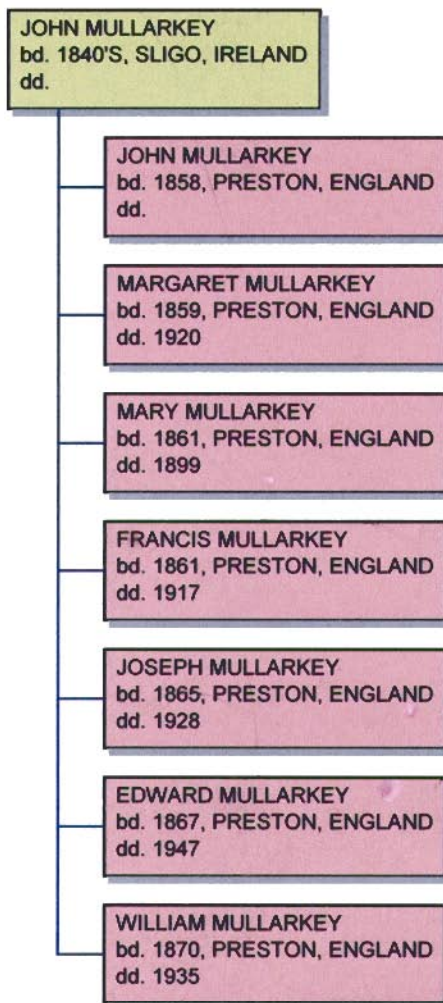 JOHN MULLARKEY
bd. 1840'S, SLIGO, IRELAND
dd.
JOHN MULLARKEY
bd. 1858, PRESTON, ENGLAND
dd.
MARGARET MULLARKEY
bd. 1859, PRESTON, ENGLAND
dd. 1920
MARY MULLARKEY
bd. 1861, PRESTON, ENGLAND
dd. 1899
FRANCIS MULLARKEY
bd. 1861, PRESTON, ENGLAND
dd. 1917
JOSEPH MULLARKEY
bd. 1865, PRESTON, ENGLAND
dd. 1928
EDWARD MULLARKEY
bd. 1867, PRESTON, ENGLAND
dd. 1947
WILLIAM MULLARKEY
bd. 1870, PRESTON, ENGLAND
dd. 1935